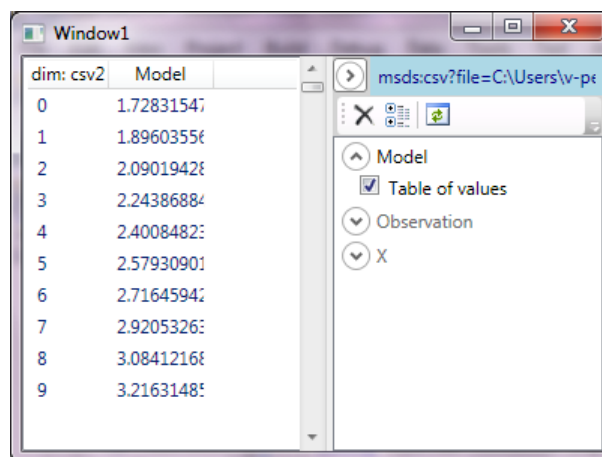 Window1
dim: csv2 Model
0 1.72831547
1 1.89603556
2 2.09019428
3 2.24386884
4 2.40084823
5 2.57930901
6 2.71645942
7 2.92053263
8 3.08412168
9 3.21631485
msds:csv?file=C:\Users\v-pe
Model
Table of values
Observation
X